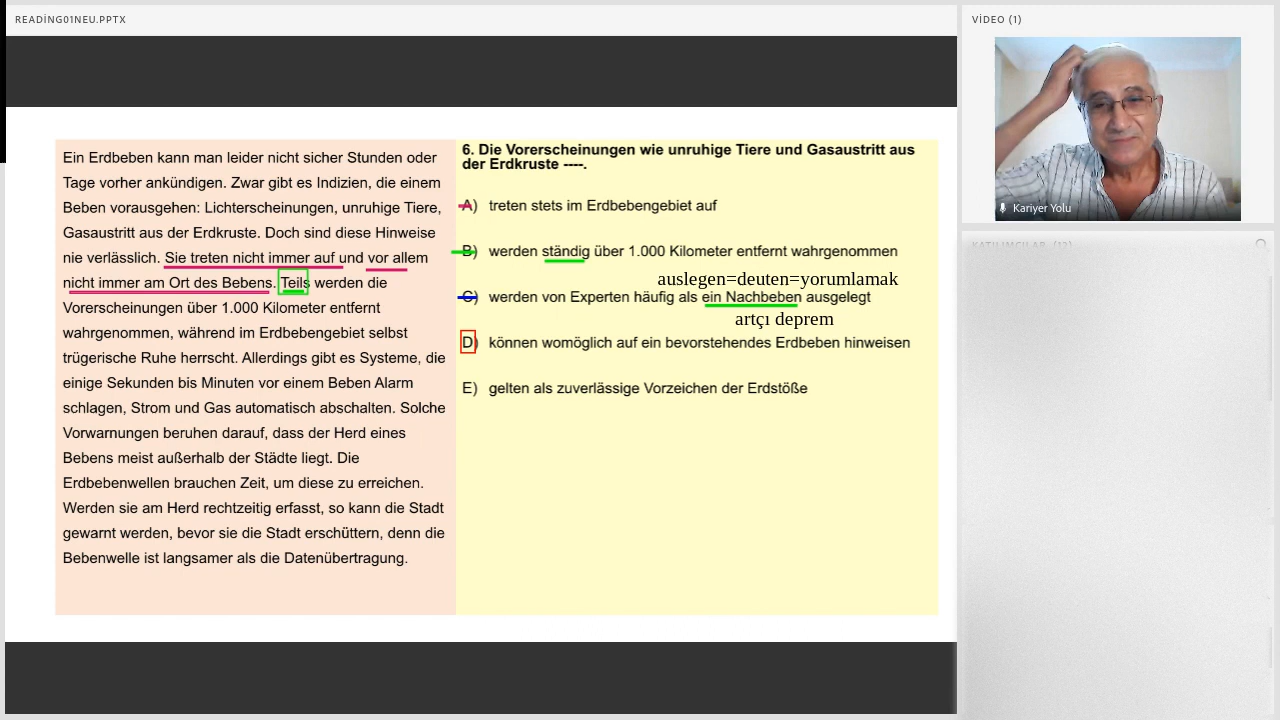 READİNG01NEU.PPTX
VİDEO (1)
Kariyer Yolu
KATILIMCILAR (12)
Ein Erdbeben kann man leider nicht sicher Stunden oder
Tage vorher ankündigen. Zwar gibt es Indizien, die einem
Beben vorausgehen: Lichterscheinungen, unruhige Tiere,
Gasaustritt aus der Erdkruste. Doch sind diese Hinweise
nie verlässlich. Sie treten nicht immer auf und vor allem
nicht immer am Ort des Bebens. Teils werden die
Vorerscheinungen über 1.000 Kilometer entfernt
wahrgenommen, während im Erdbebengebiet selbst
trügerische Ruhe herrscht. Allerdings gibt es Systeme, die
einige Sekunden bis Minuten vor einem Beben Alarm
schlagen, Strom und Gas automatisch abschalten. Solche
Vorwarnungen beruhen darauf, dass der Herd eines
Bebens meist außerhalb der Städte liegt. Die
Erdbebenwellen brauchen Zeit, um diese zu erreichen.
Werden sie am Herd rechtzeitig erfasst, so kann die Stadt
gewarnt werden, bevor sie die Stadt erschüttern, denn die
Bebenwelle ist langsamer als die Datenübertragung.
6. Die Vorerscheinungen wie unruhige Tiere und Gasaustritt aus
der Erdkruste ----.
A) treten stets im Erdbebengebiet auf
B) werden ständig über 1.000 Kilometer entfernt wahrgenommen
auslegen=deuten=yorumlamak
C) werden von Experten häufig als ein Nachbeben ausgelegt
artçı deprem
D) können womöglich auf ein bevorstehendes Erdbeben hinweisen
E) gelten als zuverlässige Vorzeichen der Erdstöße